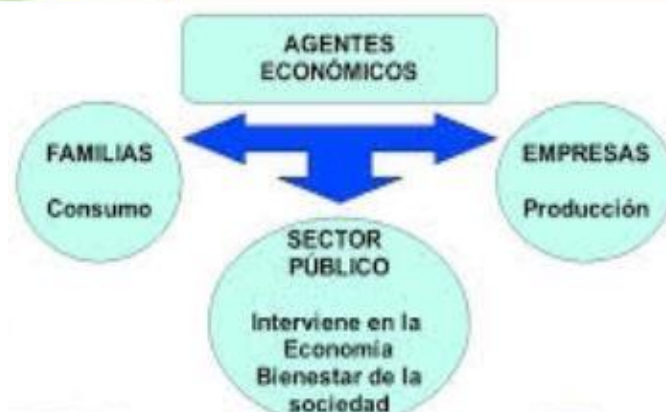 AGENTES
ECONÓMICOS
FAMILIAS
Consumo
EMPRESAS
Producción
SECTOR
PÚBLICO
Interviene en la
Economía
Bienestar de la
sociedad